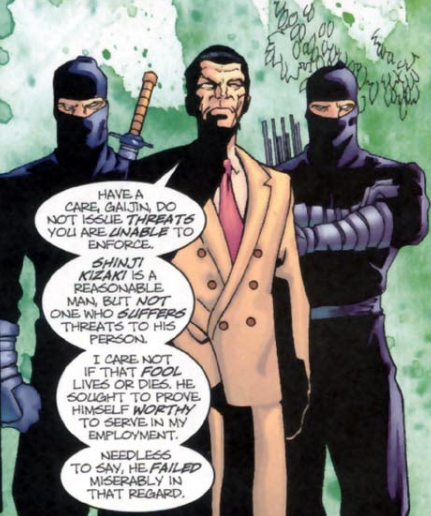 HAVE A
CARE, GAIJIN, DO
NOT ISSUE THREATS
YOU ARE UNABLE TO
ENFORCE.
SHINJI
KIZAKI IS A
REASONABLE
MAN, BUT NOT
ONE WHO SUFFERS
THREATS TO HIS
PERSON.
I CARE NOT
IF THAT FOOL
LIVES OR DIES. HE
SOUGHT TO PROVE
HIMSELF WORTHY
TO SERVE IN MY
EMPLOYMENT.
NEEDLESS
TO SAY, HE FAILED
MISERABLY IN
THAT REGARD.